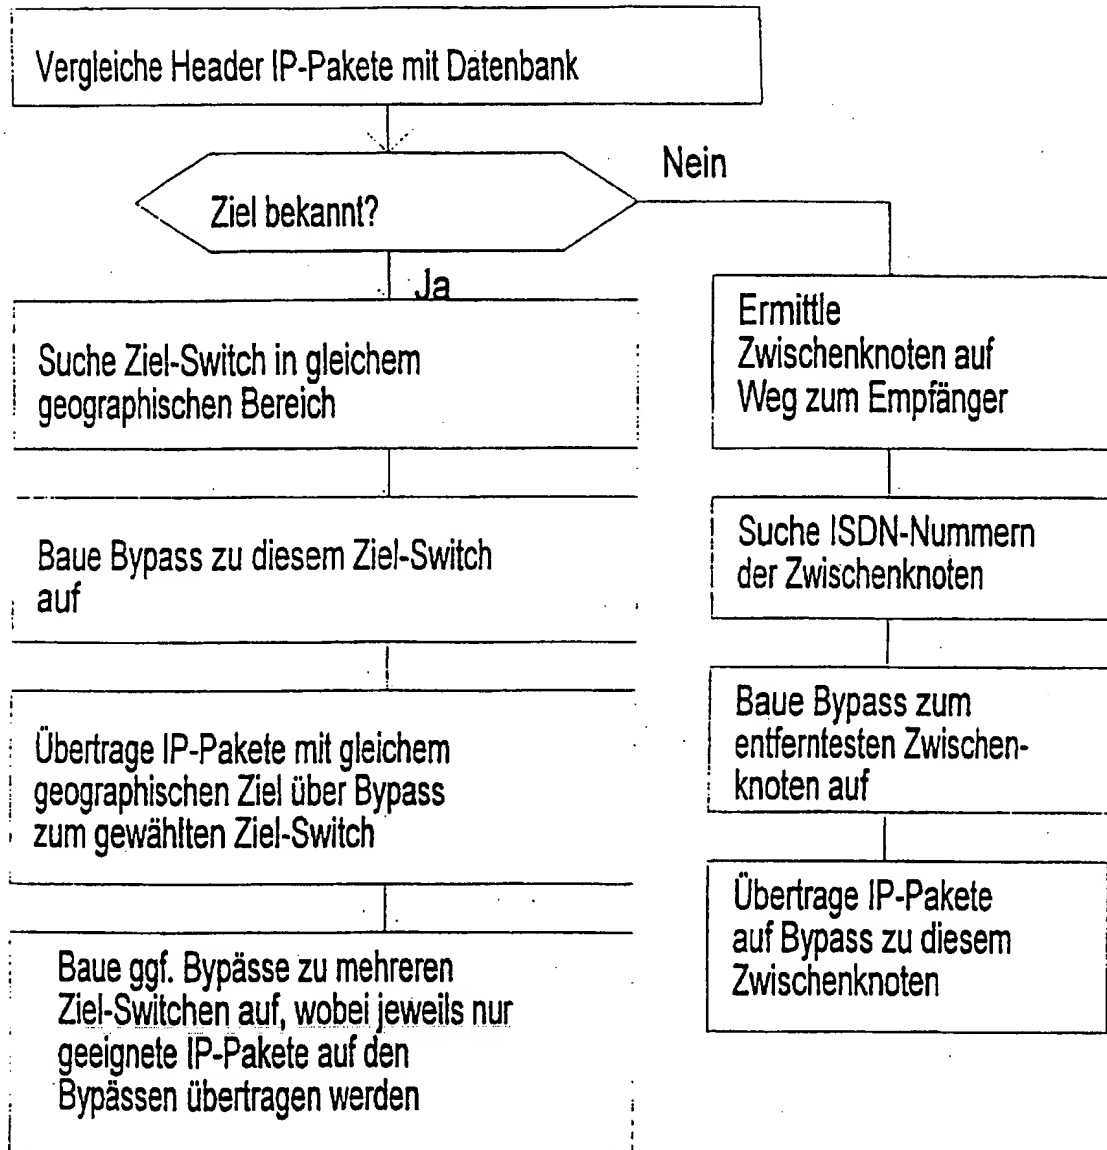 Vergleiche Header IP-Pakete mit Datenbank
Nein
Ziel bekannt?
Ja
Suche Ziel-Switch in gleichem
geographischen Bereich
Baue Bypass zu diesem Ziel-Switch
auf
Übertrage IP-Pakete mit gleichem
geographischen Ziel über Bypass
zum gewählten Ziel-Switch
Baue ggf. Bypässe zu mehreren
Ziel-Switchen auf, wobei jeweils nur
geeignete IP-Pakete auf den
Bypässen übertragen werden
Ermittle
Zwischenknoten auf
Weg zum Empfänger
Suche ISDN-Nummern
der Zwischenknoten
Baue Bypass zum
entferntesten Zwischen-
knoten auf
Übertrage IP-Pakete
auf Bypass zu diesem
Zwischenknoten